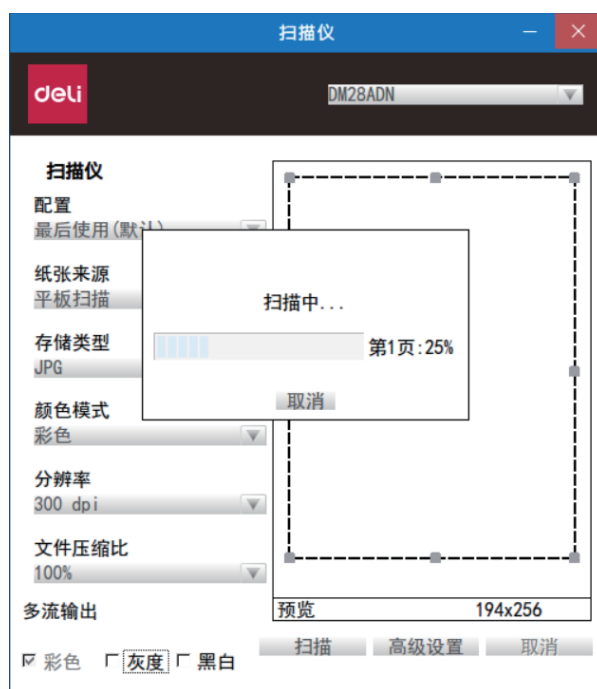 扫描仪
deli
DM28ADN
扫描仪
配置
最后使用(默认)
纸张来源
平板扫描
扫描中...
第1页:25%
取消
存储类型
JPG
颜色模式
彩色
分辨率
300 dpi
文件压缩比
100%
多流输出
彩色 灰度 黑白
预览 194x256
扫描 高级设置 取消